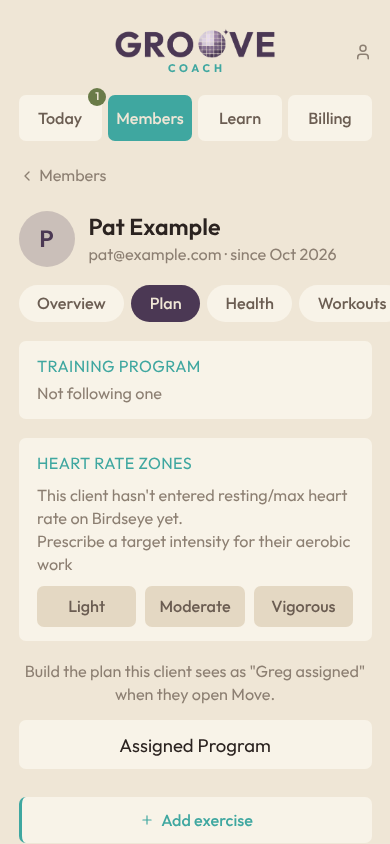 GROOVE
COACH
1
Today
Members
Learn
Billing
Members
P
Pat Example
pat@example.com · since Oct 2026
Overview
Plan
Health
Workouts
TRAINING PROGRAM
Not following one
HEART RATE ZONES
This client hasn't entered resting/max heart
rate on Birdseye yet.
Prescribe a target intensity for their aerobic
work
Light
Moderate
Vigorous
Build the plan this client sees as "Greg assigned"
when they open Move.
Assigned Program
+ Add exercise